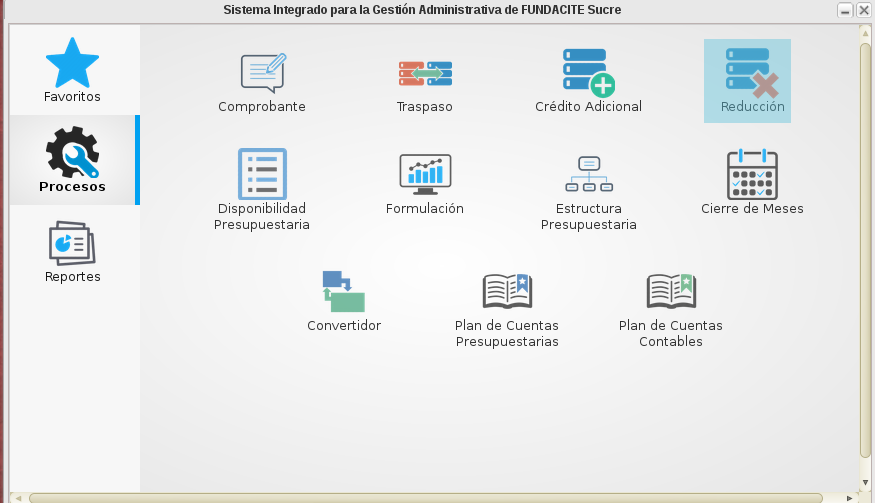 Sistema Integrado para la Gestión Administrativa de FUNDACITE Sucre
Favoritos
Procesos
Reportes
Comprobante
Traspaso
Crédito Adicional
Reducción
Disponibilidad
Presupuestaria
Formulación
Estructura
Presupuestaria
Cierre de Meses
Convertidor
Plan de Cuentas
Presupuestarias
Plan de Cuentas
Contables